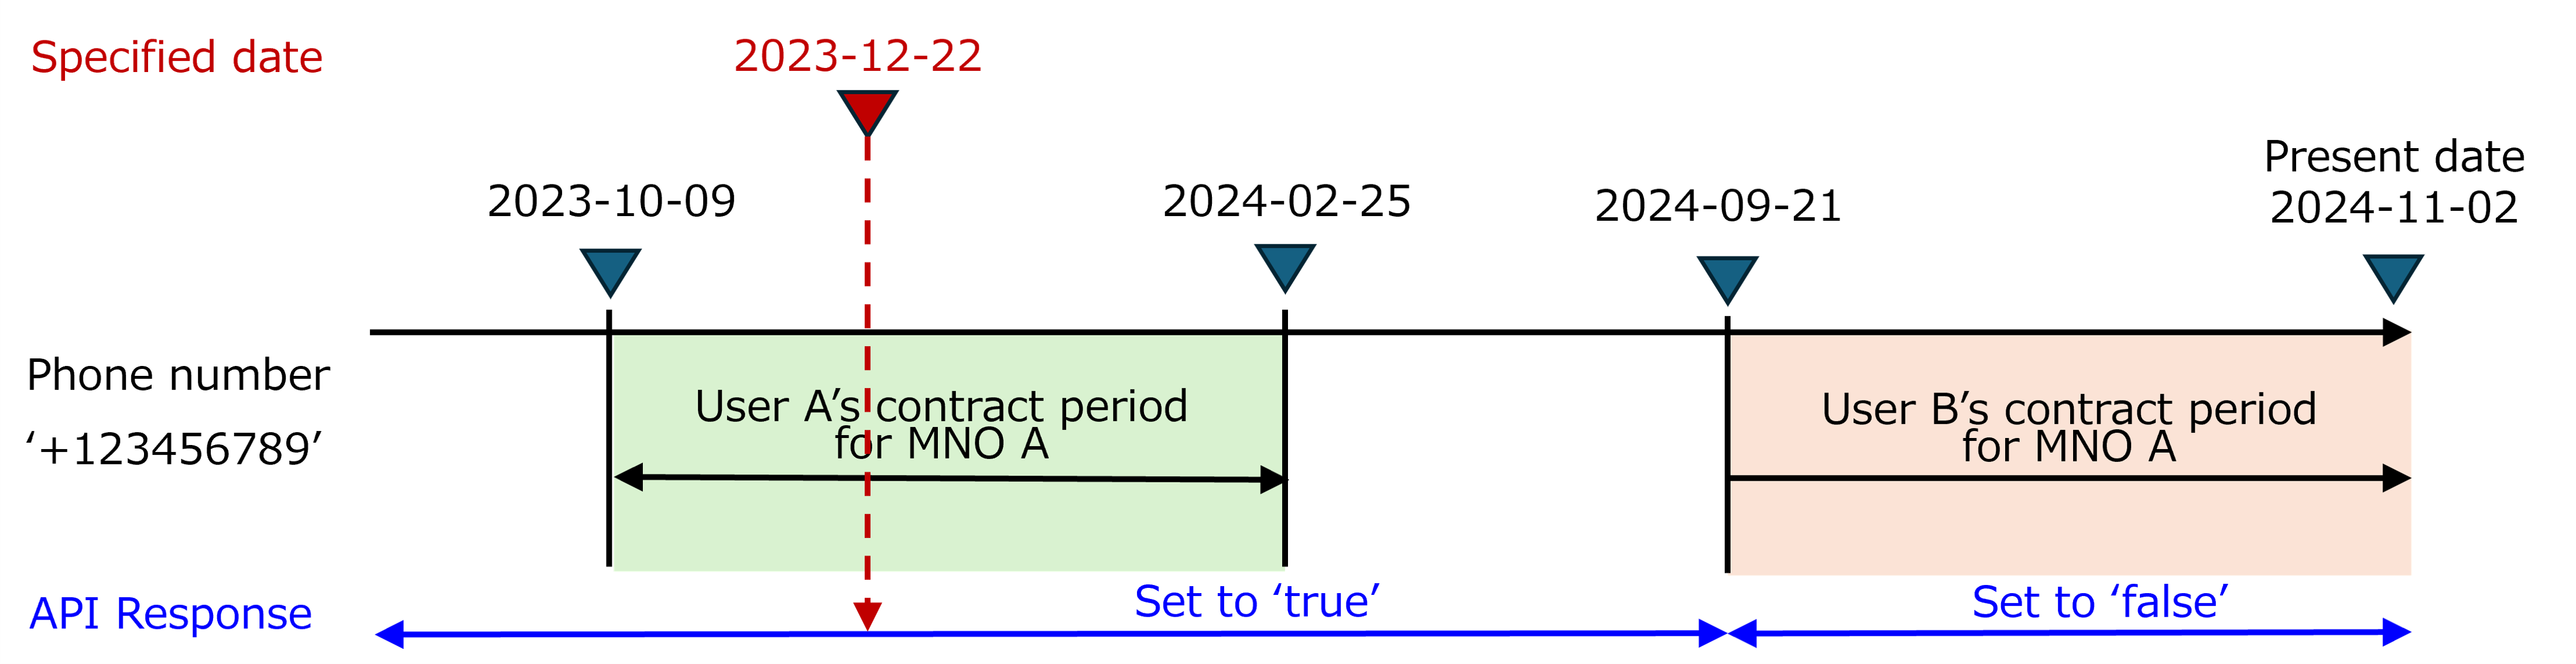 Specified date
2023-12-22
Present date
2023-10-09
2024-02-25
2024-09-21
2024-11-02
Phone number
‘+123456789’
User A’s contract period
for MNO A
User B’s contract period
for MNO A
API Response
Set to ‘true’
Set to ‘false’